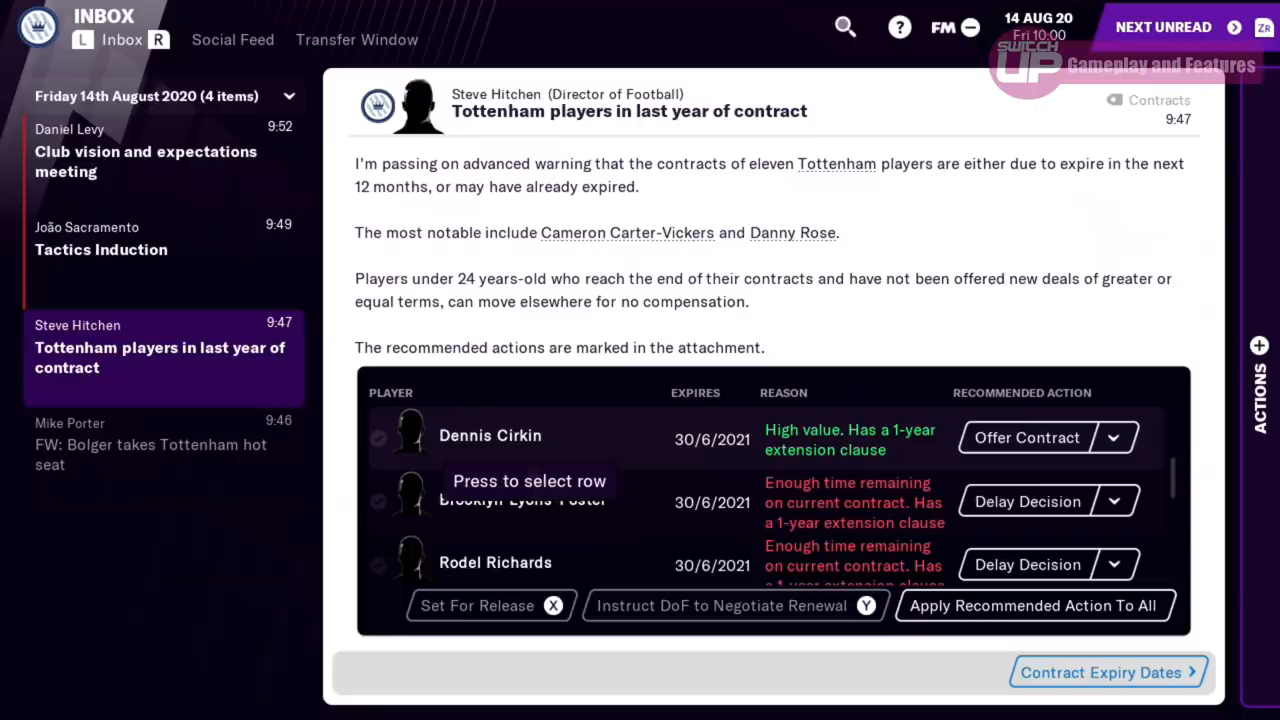 INBOX
L Inbox R Social Feed Transfer Window
? FM
14 AUG 20
Fri 10:00
NEXT UNREAD ZR
SWITCH
UP Gameplay and Features
Friday 14th August 2020 (4 items)
Daniel Levy 9:52
Club vision and expectations
meeting
João Sacramento 9:49
Tactics Induction
Steve Hitchen 9:47
Tottenham players in last year of
contract
Mike Porter 9:46
FW: Bolger takes Tottenham hot
seat
Steve Hitchen (Director of Football)
Tottenham players in last year of contract
Contracts
9:47
I'm passing on advanced warning that the contracts of eleven Tottenham players are either due to expire in the next
12 months, or may have already expired.
The most notable include Cameron Carter-Vickers and Danny Rose.
Players under 24 years-old who reach the end of their contracts and have not been offered new deals of greater or
equal terms, can move elsewhere for no compensation.
The recommended actions are marked in the attachment.
PLAYER EXPIRES REASON RECOMMENDED ACTION
Dennis Cirkin 30/6/2021 High value. Has a 1-year
extension clause
Offer Contract
Press to select row
Brooklyn Lyons-Foster 30/6/2021 Enough time remaining
on current contract. Has
a 1-year extension clause
Delay Decision
Rodel Richards 30/6/2021 Enough time remaining
on current contract. Has
a 1-year extension clause
Delay Decision
Set For Release X Instruct DoF to Negotiate Renewal Y Apply Recommended Action To All
Contract Expiry Dates
ACTIONS